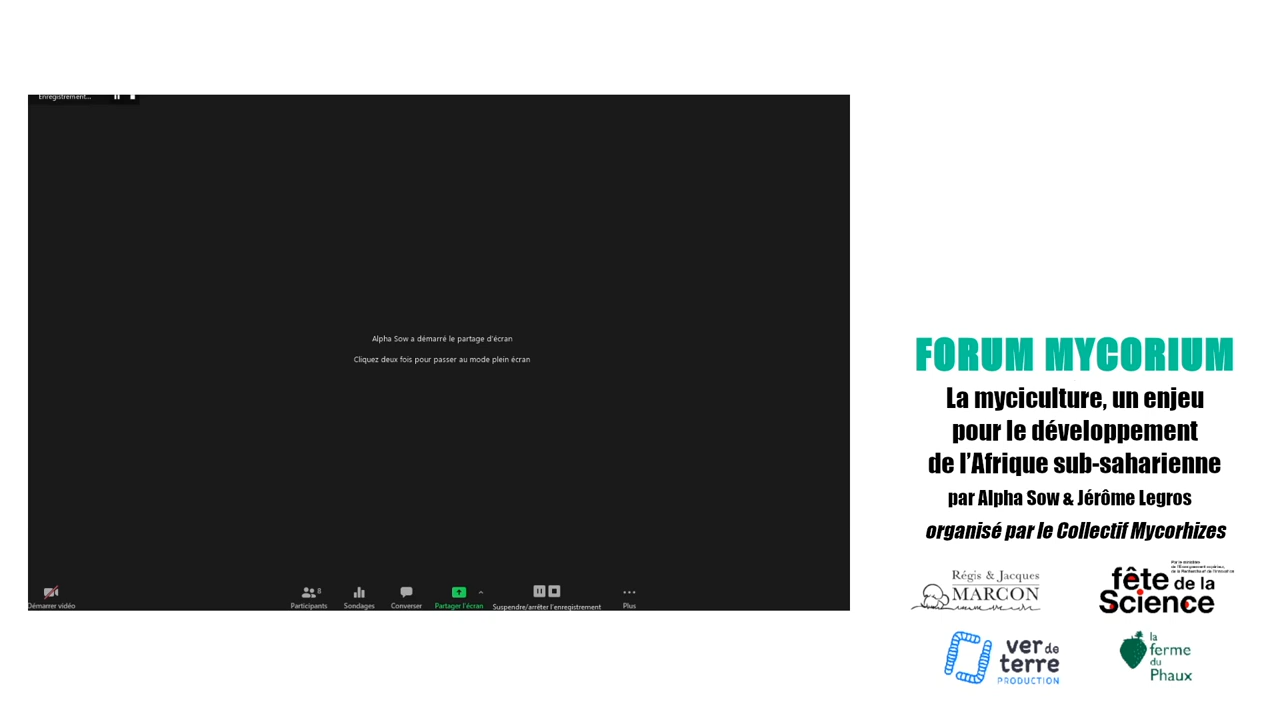 Enregistrement...
Alpha Sow a démarré le partage d'écran
Cliquez deux fois pour passer au mode plein écran
Démarrer vidéo
8
Participants
Sondages
Converser
Partager l'écran
Suspendre/arrêter l'enregistrement
Plus
FORUM MYCORIUM
La myciculture, un enjeu
pour le développement
de l'Afrique sub-saharienne
par Alpha Sow & Jérôme Legros
organisé par le Collectif Mycorhizes
Régis & Jacques
MARCON
fête de la
Science
ver de
terre
PRODUCTION
la
ferme
du
Phaux